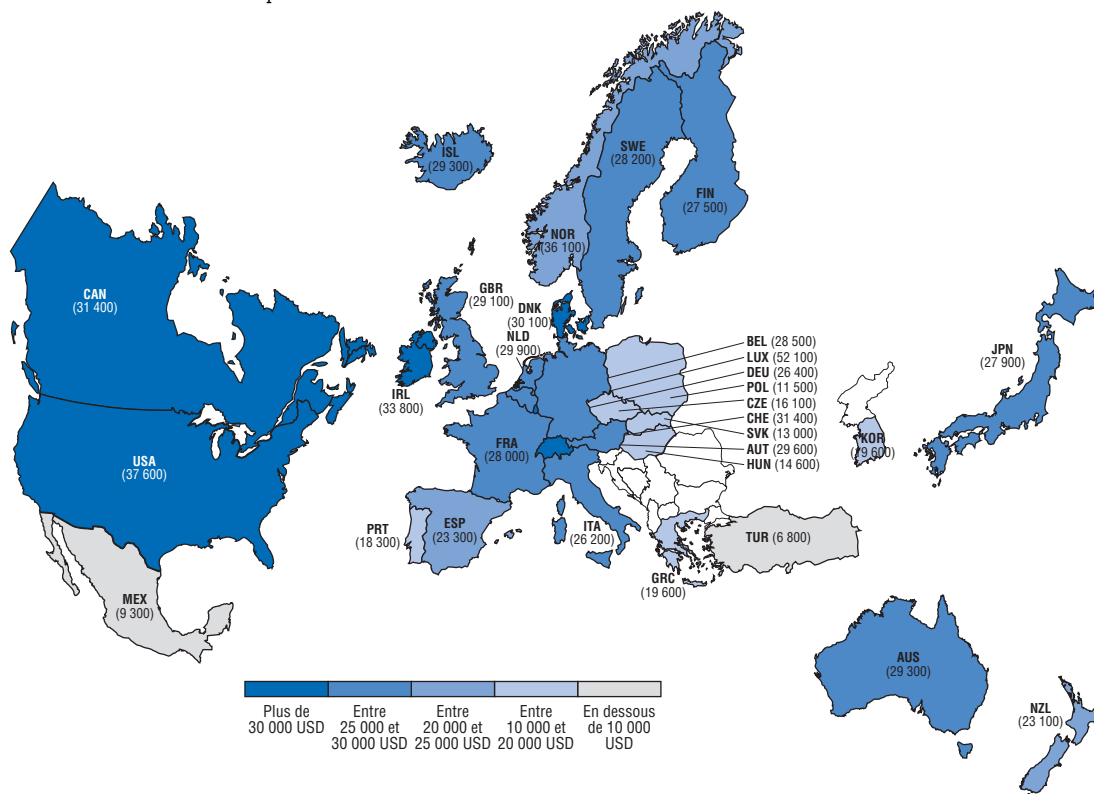 ISL
(29 300)
SWE
(28 200)
FIN
(27 500)
NOR
(36 100)
CAN
(31 400)
GBR
(29 100)
DNK
(30 100)
NLD
(29 900)
IRL
(33 800)
BEL (28 500)
LUX (52 100)
DEU (26 400)
POL (11 500)
CZE (16 100)
CHE (31 400)
SVK (13 000)
AUT (29 600)
HUN (14 600)
JPN
(27 900)
KOR
(19 600)
USA
(37 600)
FRA
(28 000)
PRT
(18 300)
ESP
(23 300)
ITA
(26 200)
TUR (6 800)
GRC
(19 600)
MEX
(9 300)
AUS
(29 300)
NZL
(23 100)
Plus de
30 000 USD
Entre
25 000 et
30 000 USD
Entre
20 000 et
25 000 USD
Entre
10 000 et
20 000 USD
En dessous
de 10 000
USD